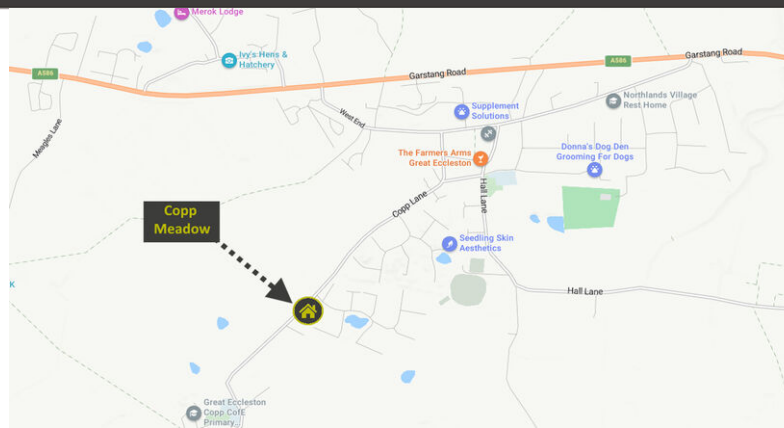 Merok Lodge
Ivy's Hens &
Hatchery
A586
Garstang Road
Garstang Road
A586
Meagles Lane
West End
Supplement
Solutions
Northlands Village
Rest Home
The Farmers Arms
Great Eccleston
Donna's Dog Den
Grooming For Dogs
Copp Lane
Hall Lane
Copp
Meadow
Seedling Skin
Aesthetics
K
Hall Lane
Great Eccleston
Copp CofE
Primary...